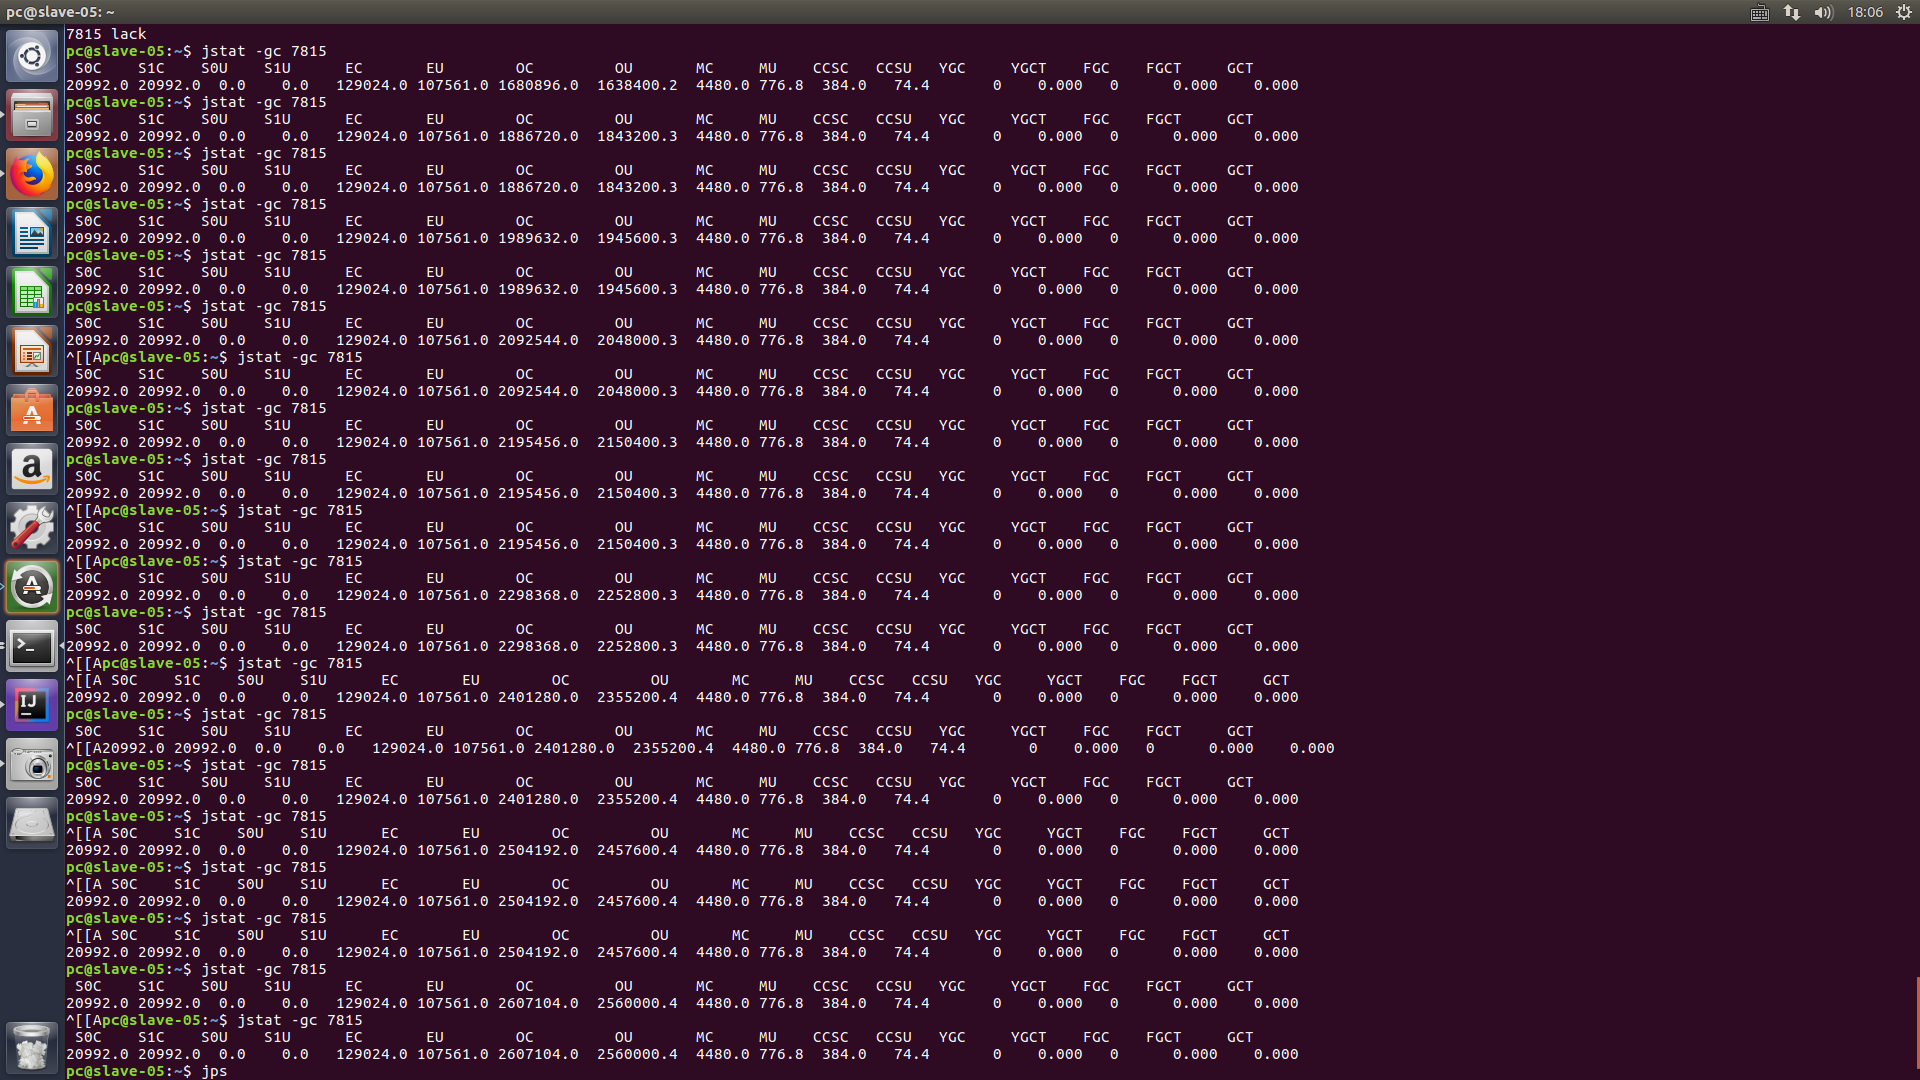 pc@slave-05: ~ 18:06
7815 lack
pc@slave-05:~$ jstat -gc 7815
S0C S1C S0U S1U EC EU OC OU MC MU CCSC CCSU YGC YGCT FGC FGCT GCT
20992.0 20992.0 0.0 0.0 129024.0 107561.0 1680896.0 1638400.2 4480.0 776.8 384.0 74.4 0 0.000 0 0.000 0.000
pc@slave-05:~$ jstat -gc 7815
S0C S1C S0U S1U EC EU OC OU MC MU CCSC CCSU YGC YGCT FGC FGCT GCT
20992.0 20992.0 0.0 0.0 129024.0 107561.0 1886720.0 1843200.3 4480.0 776.8 384.0 74.4 0 0.000 0 0.000 0.000
pc@slave-05:~$ jstat -gc 7815
S0C S1C S0U S1U EC EU OC OU MC MU CCSC CCSU YGC YGCT FGC FGCT GCT
20992.0 20992.0 0.0 0.0 129024.0 107561.0 1886720.0 1843200.3 4480.0 776.8 384.0 74.4 0 0.000 0 0.000 0.000
pc@slave-05:~$ jstat -gc 7815
S0C S1C S0U S1U EC EU OC OU MC MU CCSC CCSU YGC YGCT FGC FGCT GCT
20992.0 20992.0 0.0 0.0 129024.0 107561.0 1989632.0 1945600.3 4480.0 776.8 384.0 74.4 0 0.000 0 0.000 0.000
pc@slave-05:~$ jstat -gc 7815
S0C S1C S0U S1U EC EU OC OU MC MU CCSC CCSU YGC YGCT FGC FGCT GCT
20992.0 20992.0 0.0 0.0 129024.0 107561.0 1989632.0 1945600.3 4480.0 776.8 384.0 74.4 0 0.000 0 0.000 0.000
pc@slave-05:~$ jstat -gc 7815
S0C S1C S0U S1U EC EU OC OU MC MU CCSC CCSU YGC YGCT FGC FGCT GCT
20992.0 20992.0 0.0 0.0 129024.0 107561.0 2092544.0 2048000.3 4480.0 776.8 384.0 74.4 0 0.000 0 0.000 0.000
^[[Apc@slave-05:~$ jstat -gc 7815
S0C S1C S0U S1U EC EU OC OU MC MU CCSC CCSU YGC YGCT FGC FGCT GCT
20992.0 20992.0 0.0 0.0 129024.0 107561.0 2092544.0 2048000.3 4480.0 776.8 384.0 74.4 0 0.000 0 0.000 0.000
pc@slave-05:~$ jstat -gc 7815
S0C S1C S0U S1U EC EU OC OU MC MU CCSC CCSU YGC YGCT FGC FGCT GCT
20992.0 20992.0 0.0 0.0 129024.0 107561.0 2195456.0 2150400.3 4480.0 776.8 384.0 74.4 0 0.000 0 0.000 0.000
pc@slave-05:~$ jstat -gc 7815
S0C S1C S0U S1U EC EU OC OU MC MU CCSC CCSU YGC YGCT FGC FGCT GCT
20992.0 20992.0 0.0 0.0 129024.0 107561.0 2195456.0 2150400.3 4480.0 776.8 384.0 74.4 0 0.000 0 0.000 0.000
^[[Apc@slave-05:~$ jstat -gc 7815
S0C S1C S0U S1U EC EU OC OU MC MU CCSC CCSU YGC YGCT FGC FGCT GCT
20992.0 20992.0 0.0 0.0 129024.0 107561.0 2195456.0 2150400.3 4480.0 776.8 384.0 74.4 0 0.000 0 0.000 0.000
^[[Apc@slave-05:~$ jstat -gc 7815
S0C S1C S0U S1U EC EU OC OU MC MU CCSC CCSU YGC YGCT FGC FGCT GCT
20992.0 20992.0 0.0 0.0 129024.0 107561.0 2298368.0 2252800.3 4480.0 776.8 384.0 74.4 0 0.000 0 0.000 0.000
pc@slave-05:~$ jstat -gc 7815
S0C S1C S0U S1U EC EU OC OU MC MU CCSC CCSU YGC YGCT FGC FGCT GCT
20992.0 20992.0 0.0 0.0 129024.0 107561.0 2298368.0 2252800.3 4480.0 776.8 384.0 74.4 0 0.000 0 0.000 0.000
^[[Apc@slave-05:~$ jstat -gc 7815
^[[A S0C S1C S0U S1U EC EU OC OU MC MU CCSC CCSU YGC YGCT FGC FGCT GCT
20992.0 20992.0 0.0 0.0 129024.0 107561.0 2401280.0 2355200.4 4480.0 776.8 384.0 74.4 0 0.000 0 0.000 0.000
pc@slave-05:~$ jstat -gc 7815
S0C S1C S0U S1U EC EU OC OU MC MU CCSC CCSU YGC YGCT FGC FGCT GCT
^[[A20992.0 20992.0 0.0 0.0 129024.0 107561.0 2401280.0 2355200.4 4480.0 776.8 384.0 74.4 0 0.000 0 0.000 0.000
pc@slave-05:~$ jstat -gc 7815
S0C S1C S0U S1U EC EU OC OU MC MU CCSC CCSU YGC YGCT FGC FGCT GCT
20992.0 20992.0 0.0 0.0 129024.0 107561.0 2401280.0 2355200.4 4480.0 776.8 384.0 74.4 0 0.000 0 0.000 0.000
pc@slave-05:~$ jstat -gc 7815
^[[A S0C S1C S0U S1U EC EU OC OU MC MU CCSC CCSU YGC YGCT FGC FGCT GCT
20992.0 20992.0 0.0 0.0 129024.0 107561.0 2504192.0 2457600.4 4480.0 776.8 384.0 74.4 0 0.000 0 0.000 0.000
pc@slave-05:~$ jstat -gc 7815
^[[A S0C S1C S0U S1U EC EU OC OU MC MU CCSC CCSU YGC YGCT FGC FGCT GCT
20992.0 20992.0 0.0 0.0 129024.0 107561.0 2504192.0 2457600.4 4480.0 776.8 384.0 74.4 0 0.000 0 0.000 0.000
pc@slave-05:~$ jstat -gc 7815
^[[A S0C S1C S0U S1U EC EU OC OU MC MU CCSC CCSU YGC YGCT FGC FGCT GCT
20992.0 20992.0 0.0 0.0 129024.0 107561.0 2504192.0 2457600.4 4480.0 776.8 384.0 74.4 0 0.000 0 0.000 0.000
pc@slave-05:~$ jstat -gc 7815
S0C S1C S0U S1U EC EU OC OU MC MU CCSC CCSU YGC YGCT FGC FGCT GCT
20992.0 20992.0 0.0 0.0 129024.0 107561.0 2607104.0 2560000.4 4480.0 776.8 384.0 74.4 0 0.000 0 0.000 0.000
^[[Apc@slave-05:~$ jstat -gc 7815
S0C S1C S0U S1U EC EU OC OU MC MU CCSC CCSU YGC YGCT FGC FGCT GCT
20992.0 20992.0 0.0 0.0 129024.0 107561.0 2607104.0 2560000.4 4480.0 776.8 384.0 74.4 0 0.000 0 0.000 0.000
pc@slave-05:~$ jps